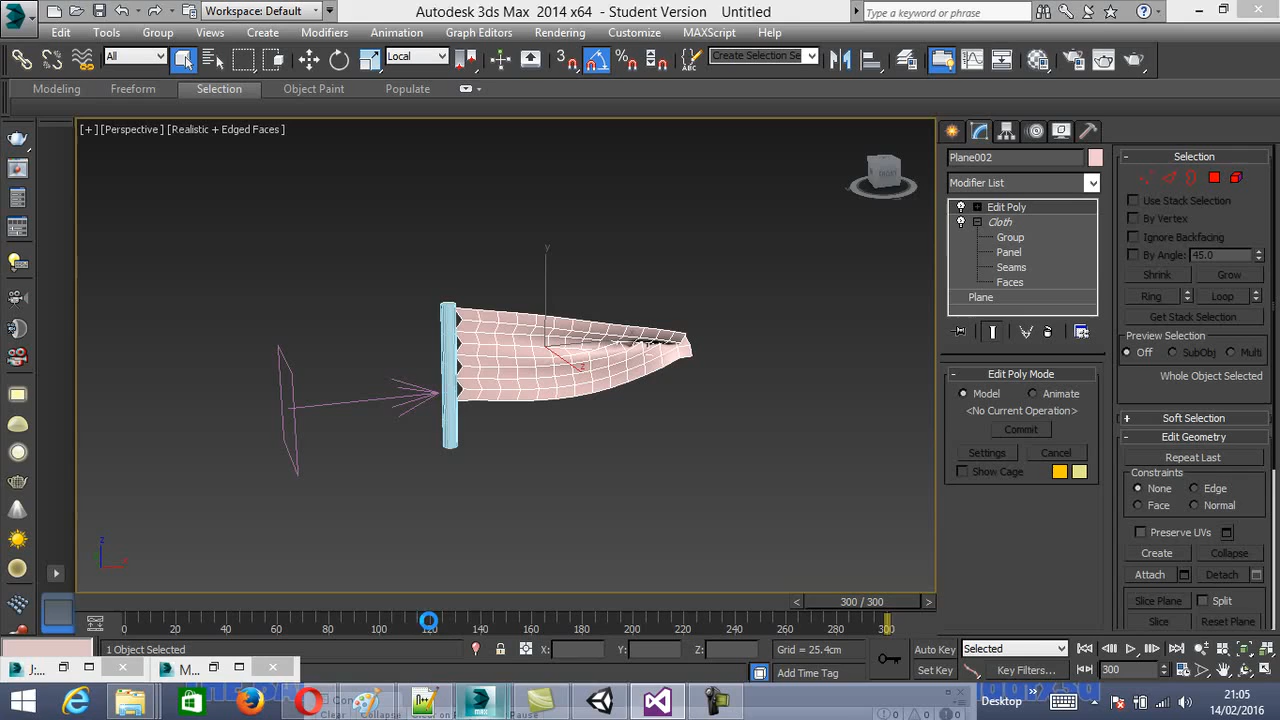 Workspace: Default
Autodesk 3ds Max 2014 x64 - Student Version Untitled
Type a keyword or phrase
Edit Tools Group Views Create Modifiers Animation Graph Editors Rendering Customize MAXScript Help
All
Local
3
Create Selection Se
Modeling Freeform Selection Object Paint Populate
[+] [Perspective] [Realistic + Edged Faces]
y
z
Plane002
Modifier List
Edit Poly
Cloth
Group
Panel
Seams
Faces
Plane
Edit Poly Mode
Model Animate
<No Current Operation>
Commit
Settings Cancel
Show Cage
Selection
Use Stack Selection
By Vertex
Ignore Backfacing
By Angle: 45.0
Shrink Grow
Ring Loop
Get Stack Selection
Preview Selection
Off SubObj Multi
Whole Object Selected
Soft Selection
Edit Geometry
Repeat Last
Constraints
None Edge
Face Normal
Preserve UVs
Create Collapse
Attach Detach
Slice Plane Split
Slice Reset Plane
300 / 300
0 20 40 60 80 100 120 140 160 180 200 220 240 260 280 300
1 Object Selected
X: Y: Z:
Grid = 25.4cm
Add Time Tag
Auto Key Selected
Set Key Key Filters...
300
J:...
M...
Clear Collapse Clear on Pause
Desktop
21:05
14/02/2016